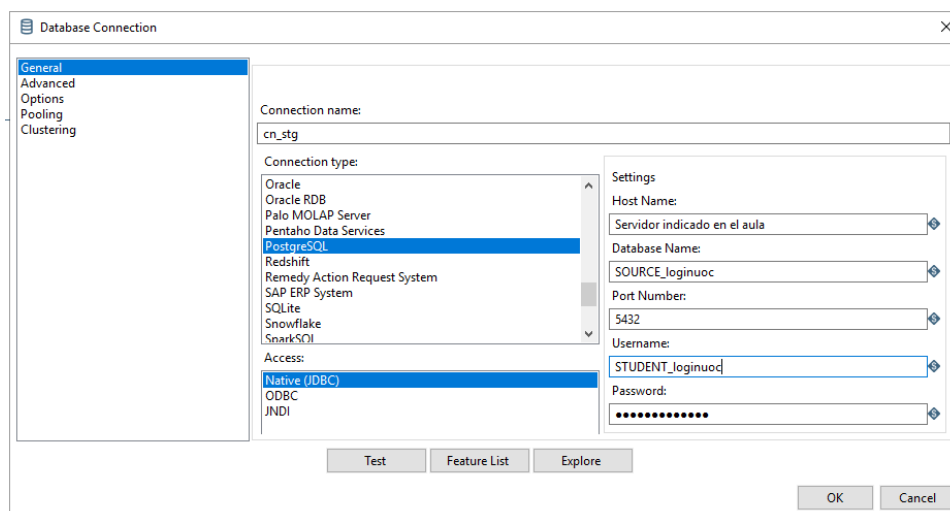 Database Connection
General
Advanced
Options
Pooling
Clustering
Connection name:
cn_stg
Connection type:
Oracle
Oracle RDB
Palo MOLAP Server
Pentaho Data Services
PostgreSQL
Redshift
Remedy Action Request System
SAP ERP System
SQLite
Snowflake
SparkSQL
Access:
Native (JDBC)
ODBC
JNDI
Settings
Host Name:
Servidor indicado en el aula
Database Name:
SOURCE_loginuoc
Port Number:
5432
Username:
STUDENT_loginuoc
Password:
●●●●●●●●●●●●●
Test Feature List Explore
OK Cancel